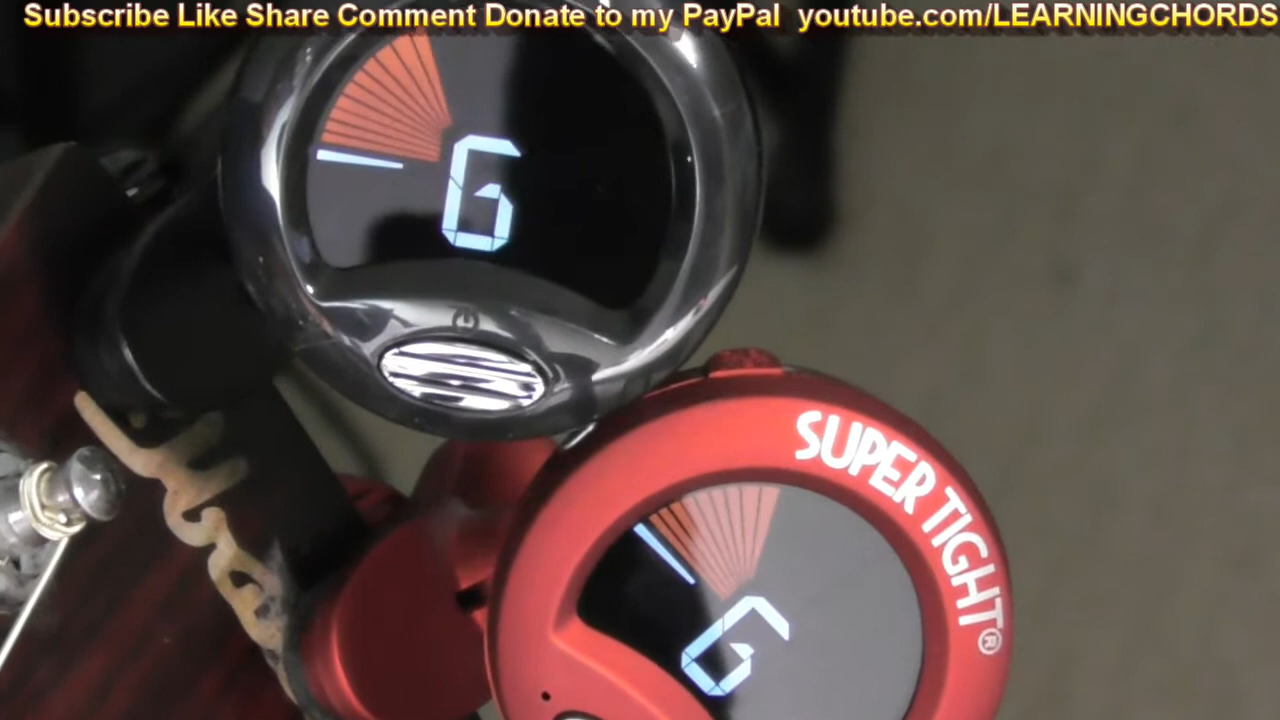 Subscribe Like Share Comment Donate to my PayPal youtube.com/LEARNINGCHORDS
G
SUPER TIGHT®
G